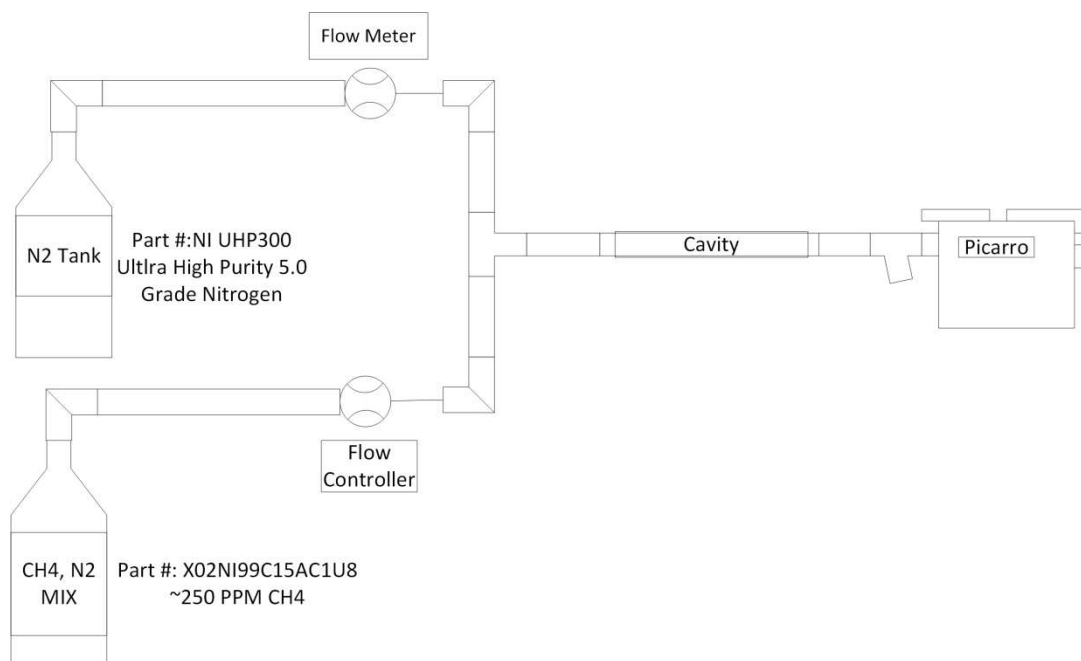 Flow Meter
N2 Tank
Part #:NI UHP300
Ultlra High Purity 5.0
Grade Nitrogen
Cavity
Picarro
Flow
Controller
CH4, N2
MIX
Part #: X02NI99C15AC1U8
~250 PPM CH4